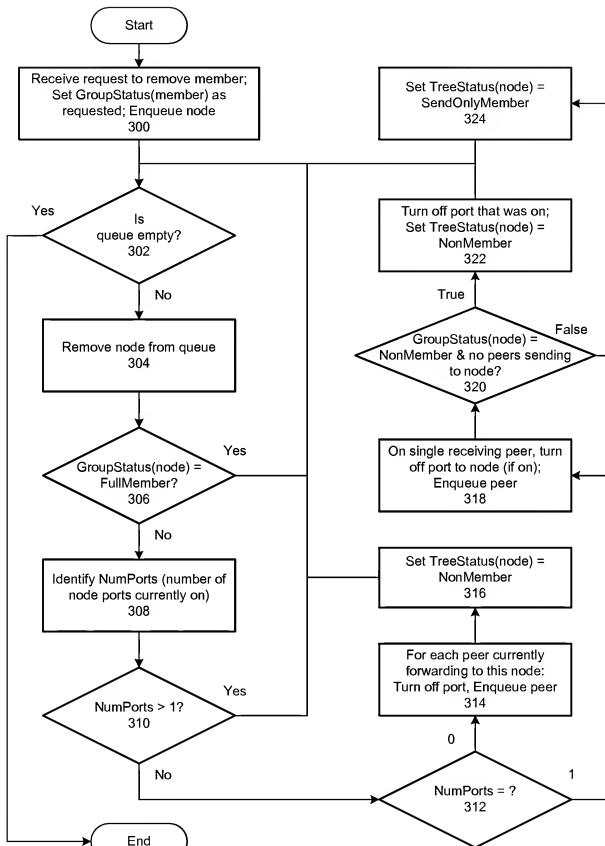 Start
Receive request to remove member;
Set GroupStatus(member) as
requested; Enqueue node
300
Yes
Is
queue empty?
302
No
Remove node from queue
304
Yes
GroupStatus(node) =
FullMember?
306
No
Identify NumPorts (number of
node ports currently on)
308
Yes
NumPorts > 1?
310
No
End
Set TreeStatus(node) =
SendOnlyMember
324
Turn off port that was on;
Set TreeStatus(node) =
NonMember
322
True
False
GroupStatus(node) =
NonMember & no peers sending
to node?
320
On single receiving peer, turn
off port to node (if on);
Enqueue peer
318
Set TreeStatus(node) =
NonMember
316
For each peer currently
forwarding to this node:
Turn off port, Enqueue peer
314
0
1
NumPorts = ?
312